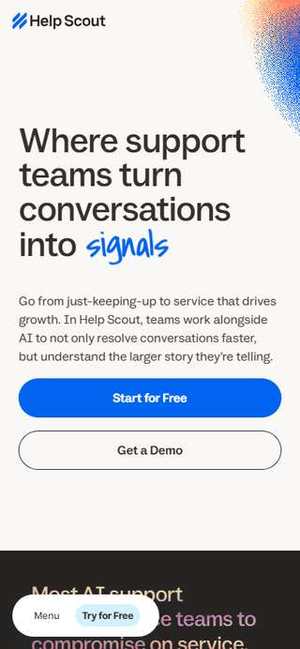 Help Scout
Where support
teams turn
conversations
into signals
Go from just-keeping-up to service that drives
growth. In Help Scout, teams work alongside
AI to not only resolve conversations faster,
but understand the larger story they're telling.
Start for Free
Get a Demo
Most AI support
ce teams to
compromise on service.
Menu
Try for Free